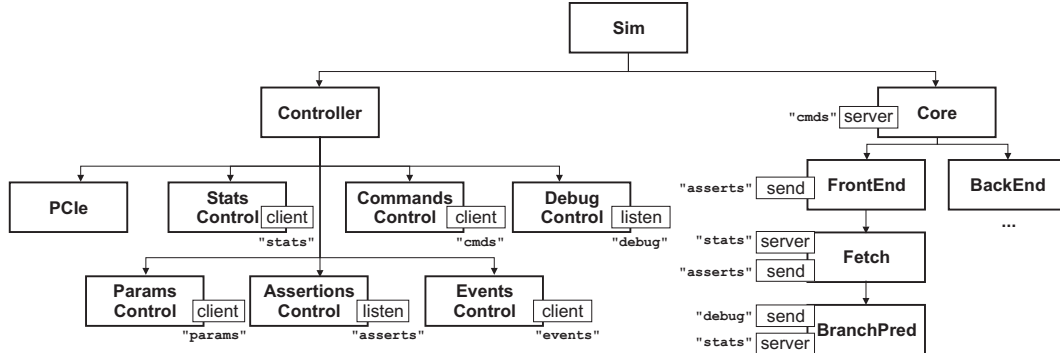 Sim
Controller
"cmds" server Core
PCIe
Stats
Control
client
"stats"
Commands
Control
client
"cmds"
Debug
Control
listen
"debug"
"asserts" send FrontEnd
BackEnd
...
"stats" server
Fetch
"asserts" send
Params
Control
client
"params"
Assertions
Control
listen
"asserts"
Events
Control
client
"events"
"debug" send
BranchPred
"stats" server